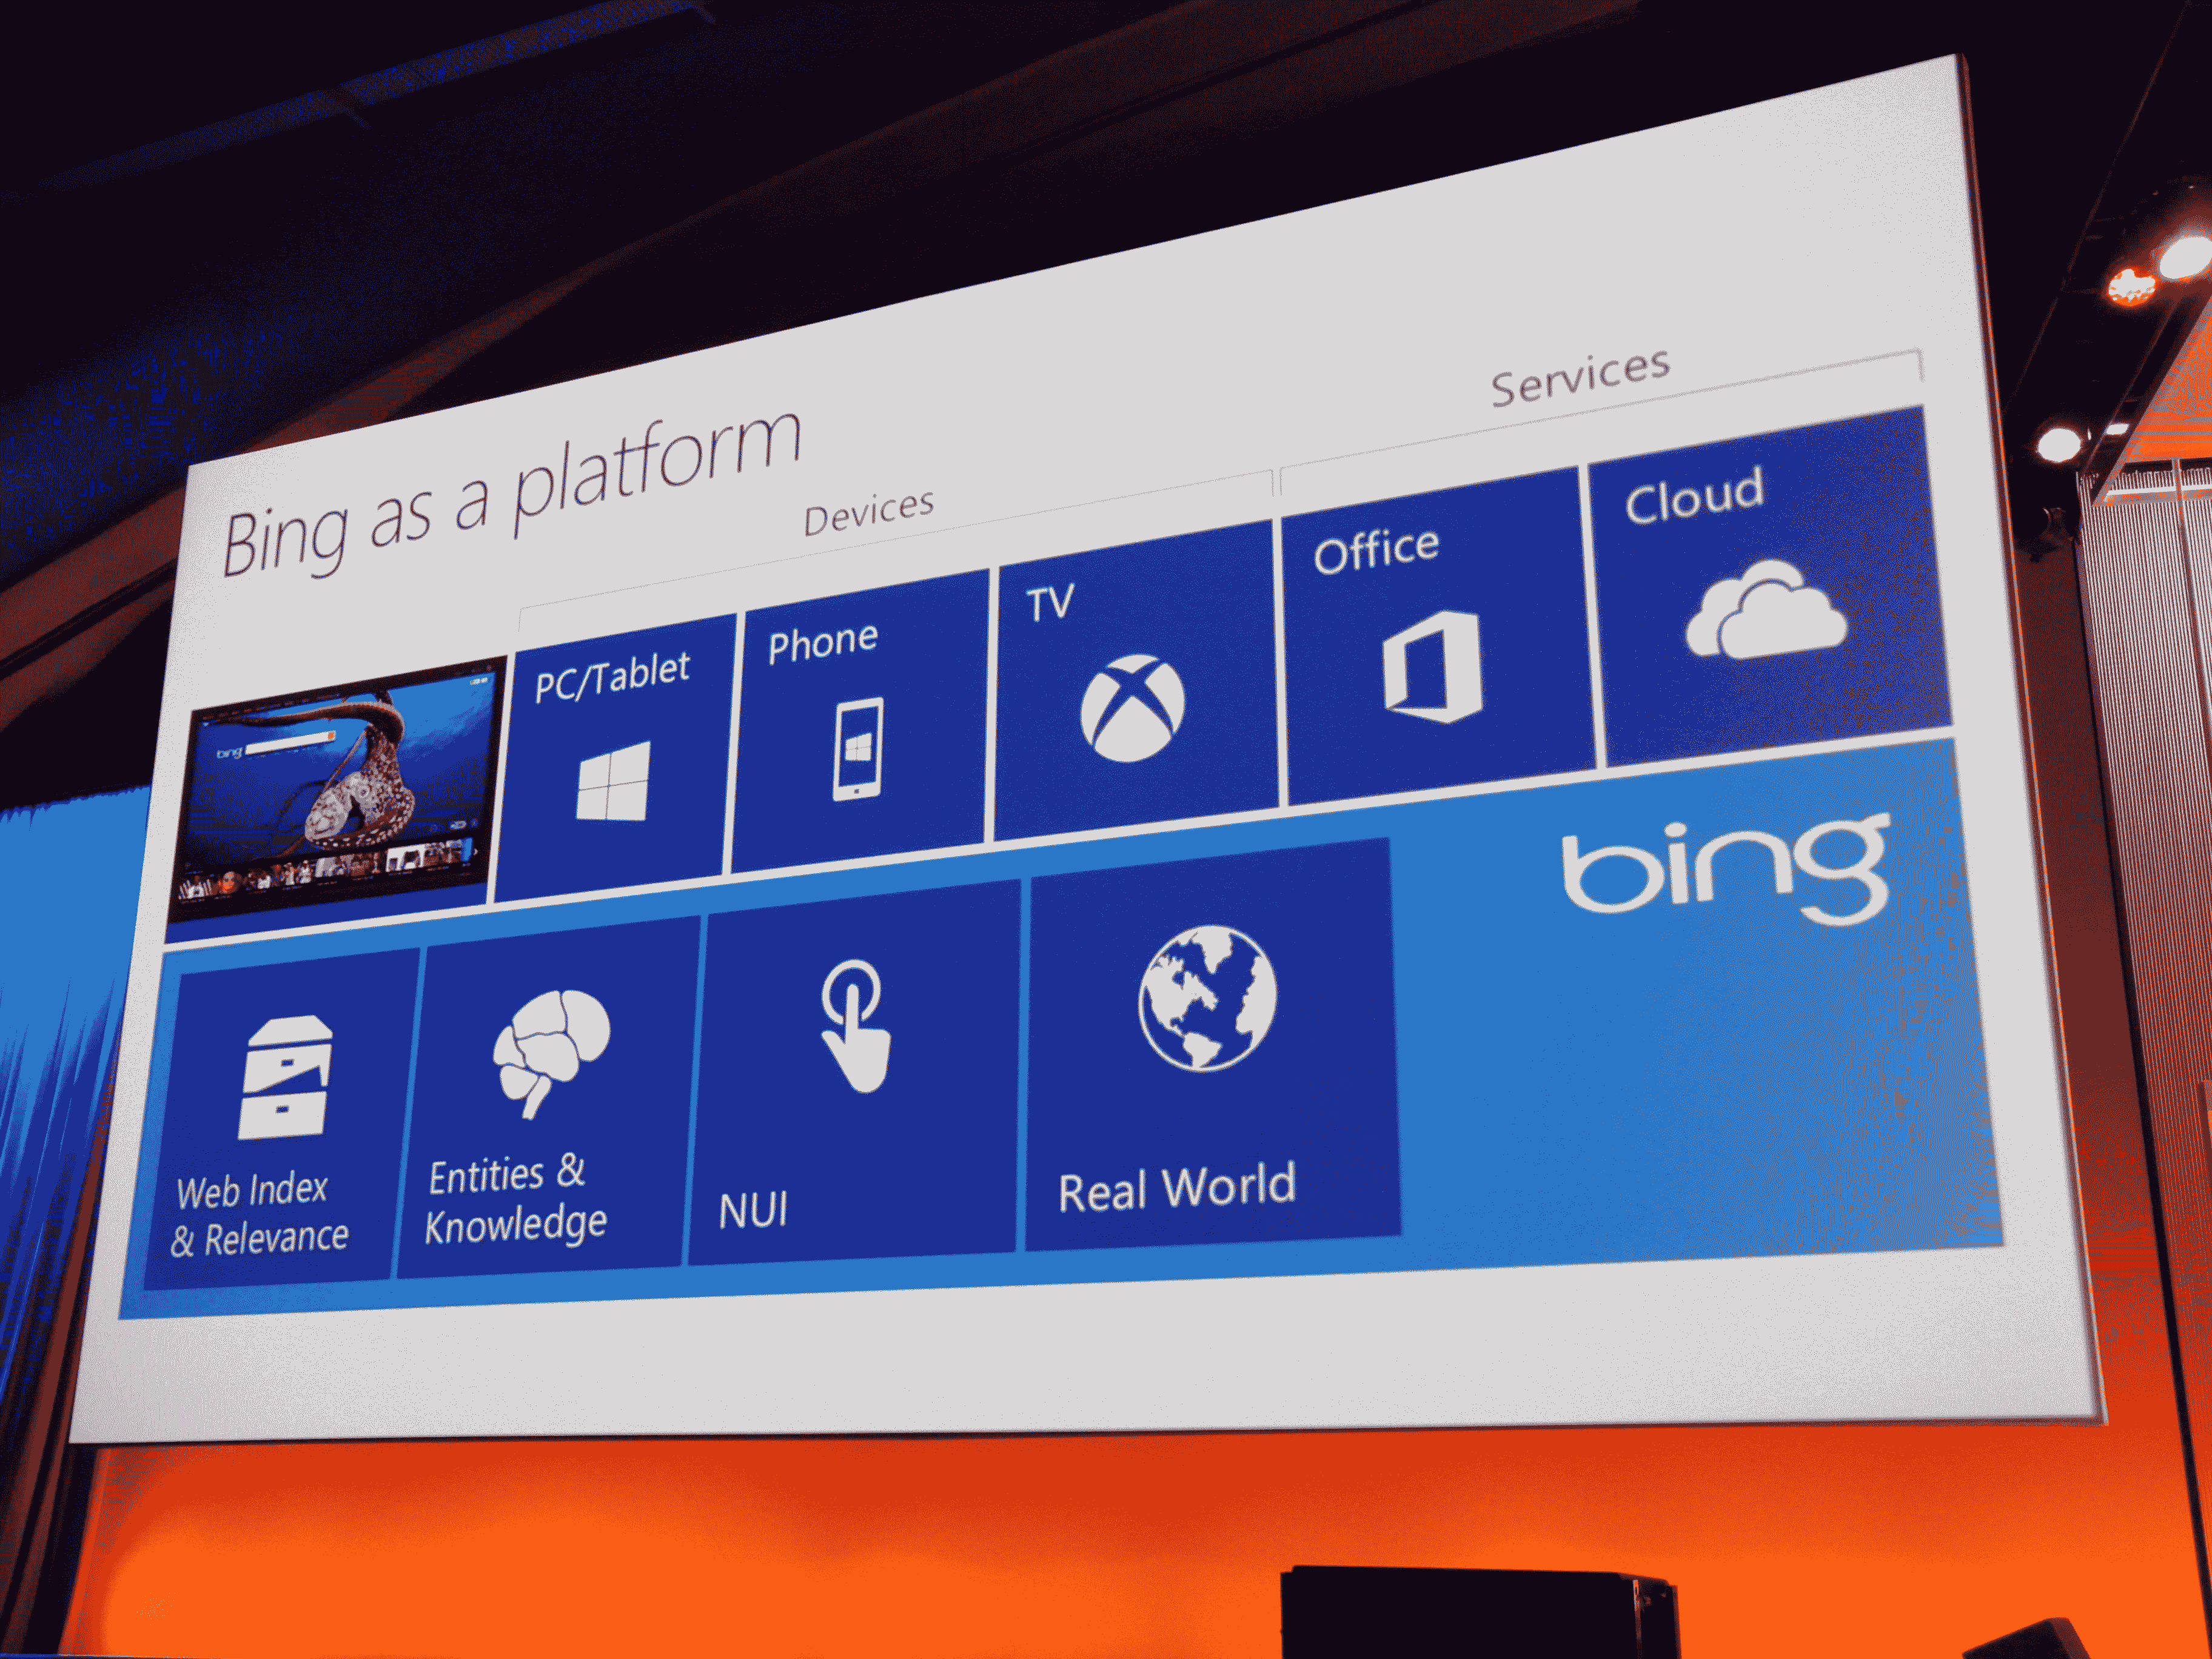 Bing as a platform
Devices
Services
bing
PC/Tablet
Phone
TV
Office
Cloud
bing
Web Index
& Relevance
Entities &
Knowledge
NUI
Real World